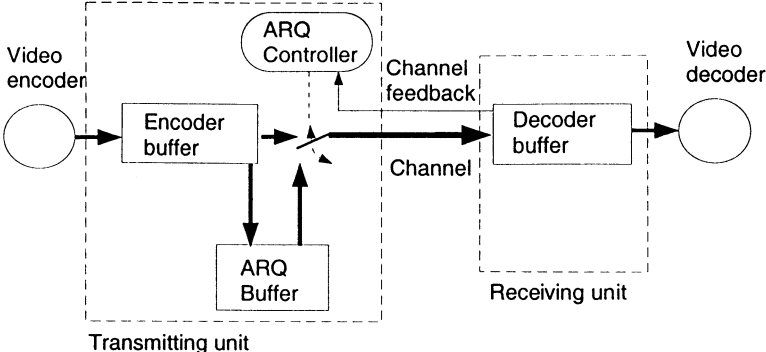 ARQ
Controller
Video
encoder
Channel
feedback
Video
decoder
Encoder
buffer
Decoder
buffer
Channel
ARQ
Buffer
Receiving unit
Transmitting unit